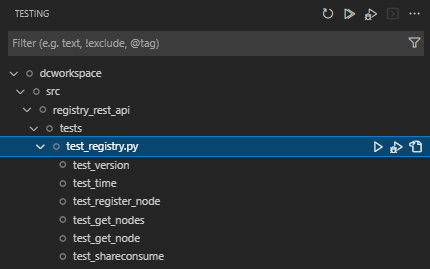 TESTING
Filter (e.g. text, !exclude, @tag)
dcworkspace
src
registry_rest_api
tests
test_registry.py
test_version
test_time
test_register_node
test_get_nodes
test_get_node
test_shareconsume